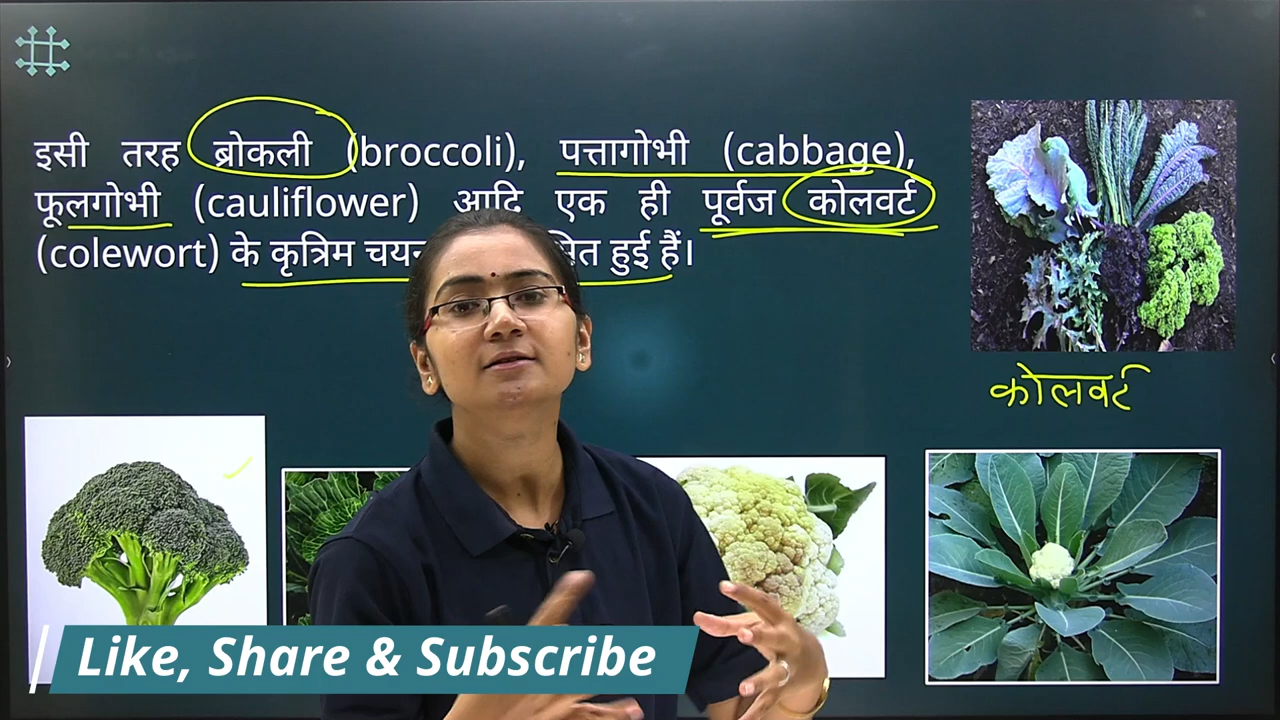 इसी तरह ब्रोकली (broccoli), पत्तागोभी (cabbage),
फूलगोभी (cauliflower) आदि एक ही पूर्वज कोलवर्ट
(colewort) के कृत्रिम हुई हैं।
कोलवर्ट
Like, Share & Subscribe